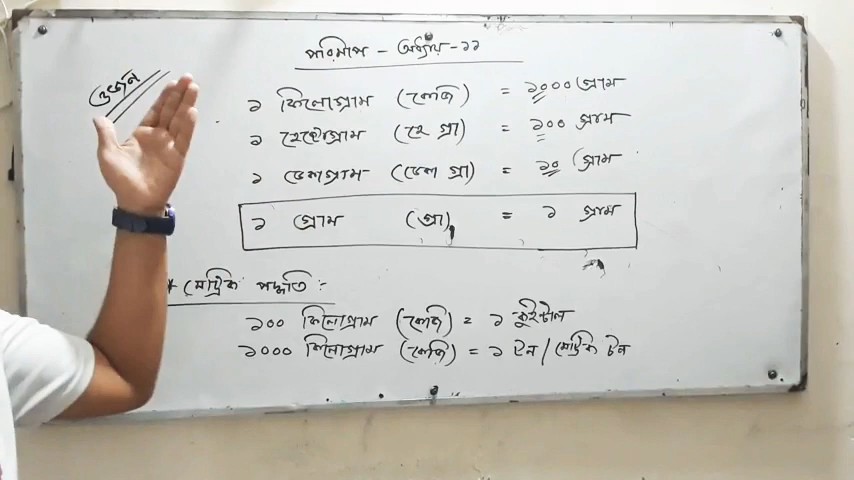 পরিমাপ - অধ্যায় - ১১
ওজন
১ কিলোগ্রাম (কেজি) = ১০০০ গ্রাম
১ হেক্টোগ্রাম (হে গ্রা) = ১০০ গ্রাম
১ ডেকাগ্রাম (ডেকা গ্রা) = ১০ গ্রাম
১ গ্রাম (গ্রা) = ১ গ্রাম
* মেট্রিক পদ্ধতি :-
১০০ কিলোগ্রাম (কেজি) = ১ কুইন্টাল
১০০০ কিলোগ্রাম (কেজি) = ১ টন / মেট্রিক টন